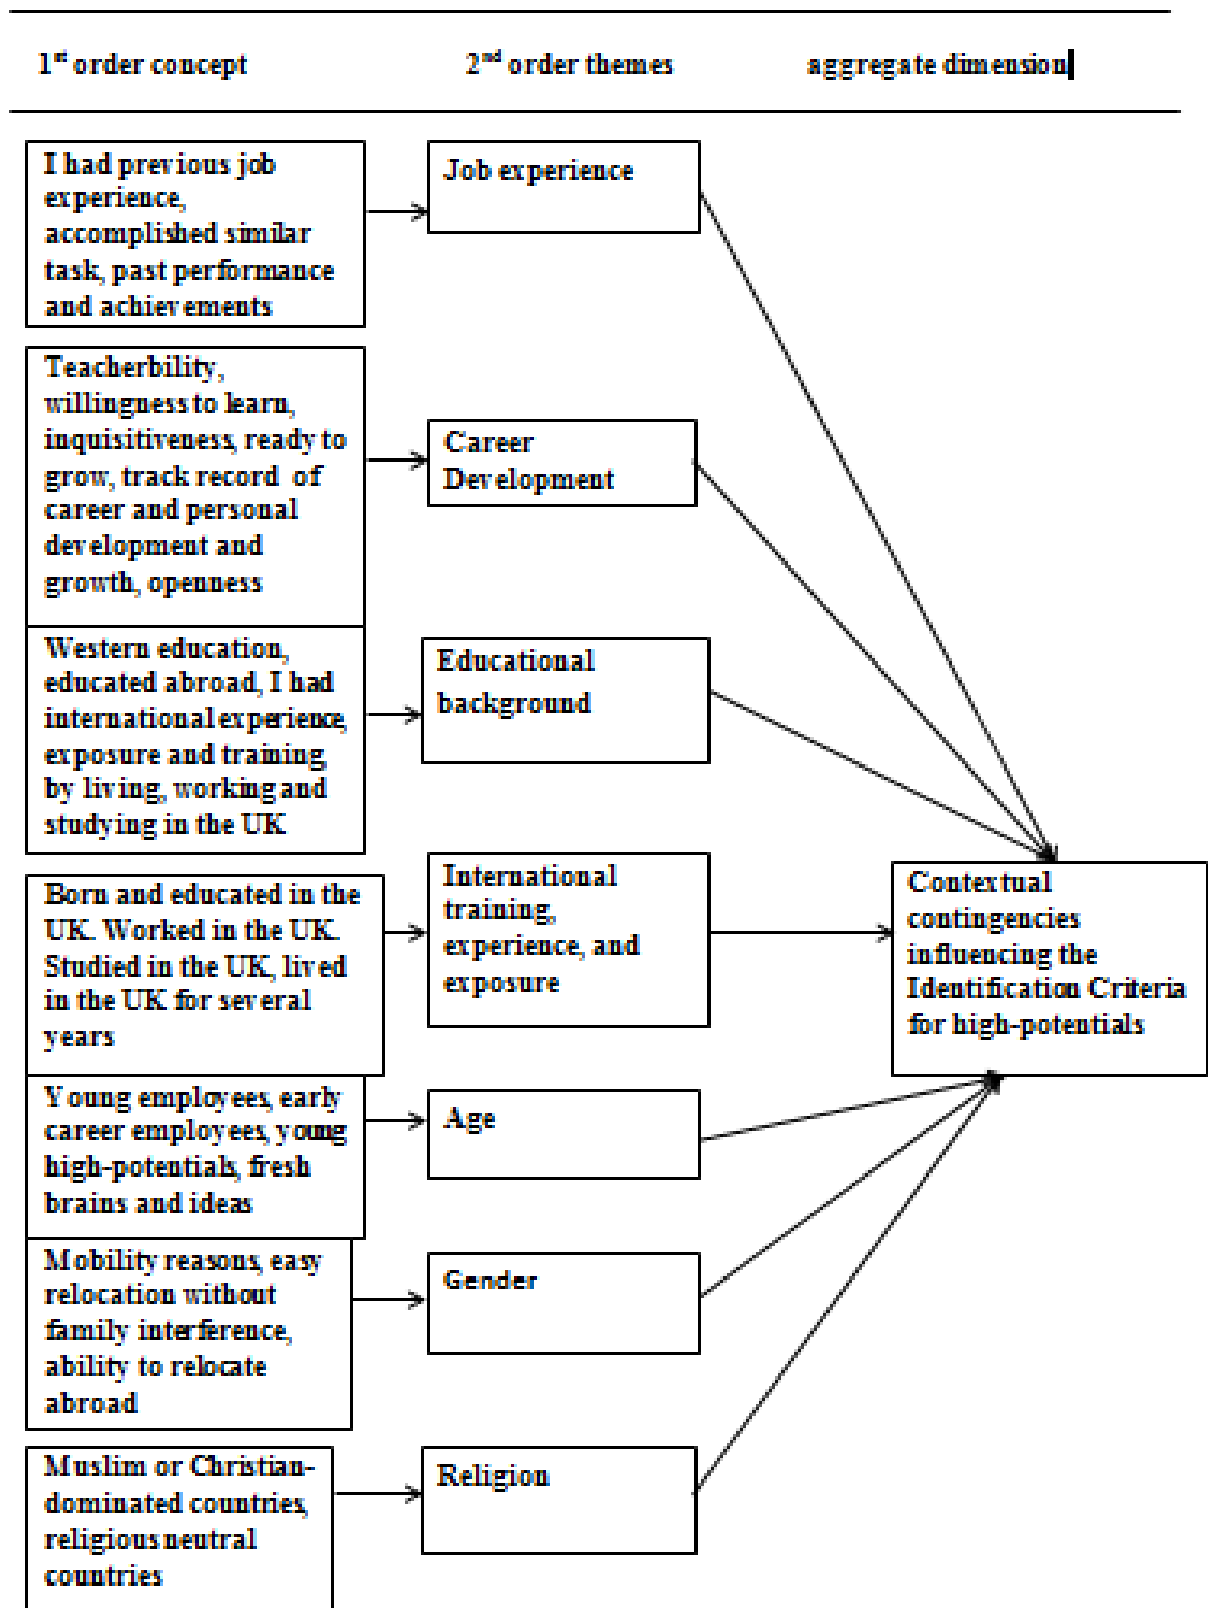 1st order concept 2nd order themes aggregate dimension
I had previous job
experience,
accomplished similar
task, past performance
and achievements
Job experience
Teacherbility,
willingness to learn,
inquisitiveness, ready to
grow, track record of
career and personal
development and
growth, openness
Career
Development
Western education,
educated abroad, I had
international experience,
exposure and training
by living, working and
studying in the UK
Educational
background
Born and educated in the
UK. Worked in the UK.
Studied in the UK, lived
in the UK for several
years
International
training,
experience, and
exposure
Contextual
contingencies
influencing the
Identification Criteria
for high-potentials
Young employees, early
career employees, young
high-potentials, fresh
brains and ideas
Age
Mobility reasons, easy
relocation without
family interference,
ability to relocate
abroad
Gender
Muslim or Christian-
dominated countries,
religious neutral
countries
Religion